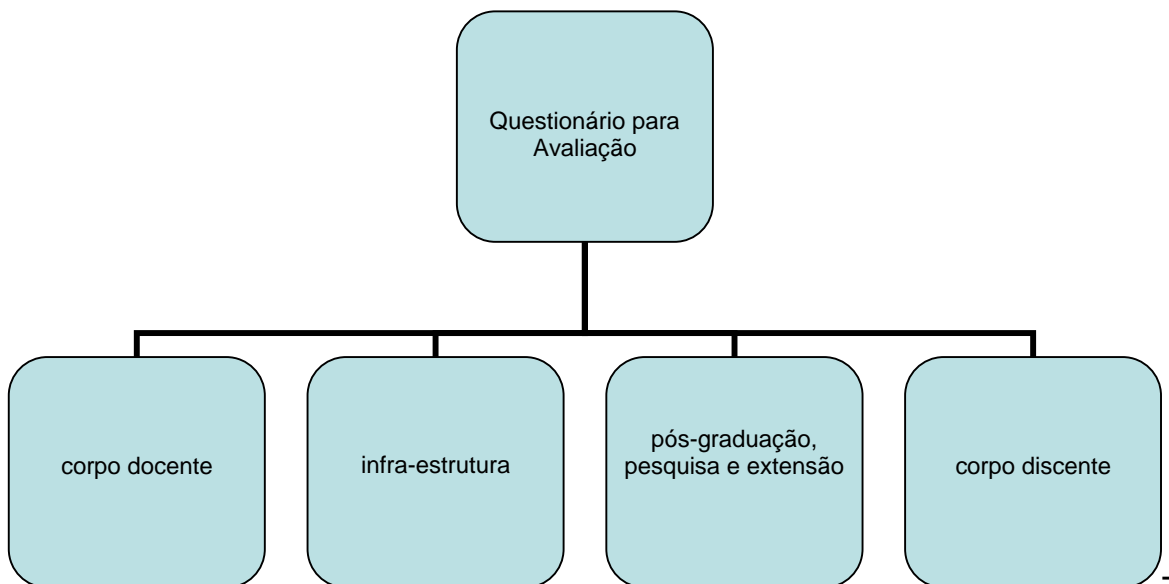 Questionário para
Avaliação
corpo docente
infra-estrutura
pós-graduação,
pesquisa e extensão
corpo discente